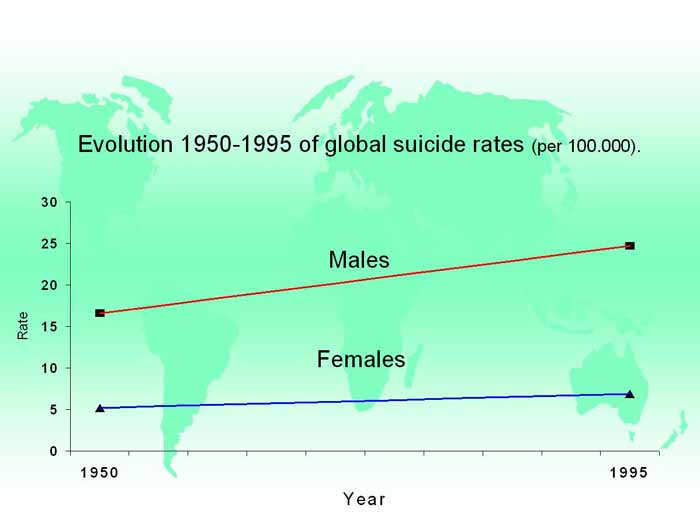 Evolution 1950-1995 of global suicide rates (per 100.000).
30
25
Males
20
15
Rate
Females
10
5
0
1950 1995
Year